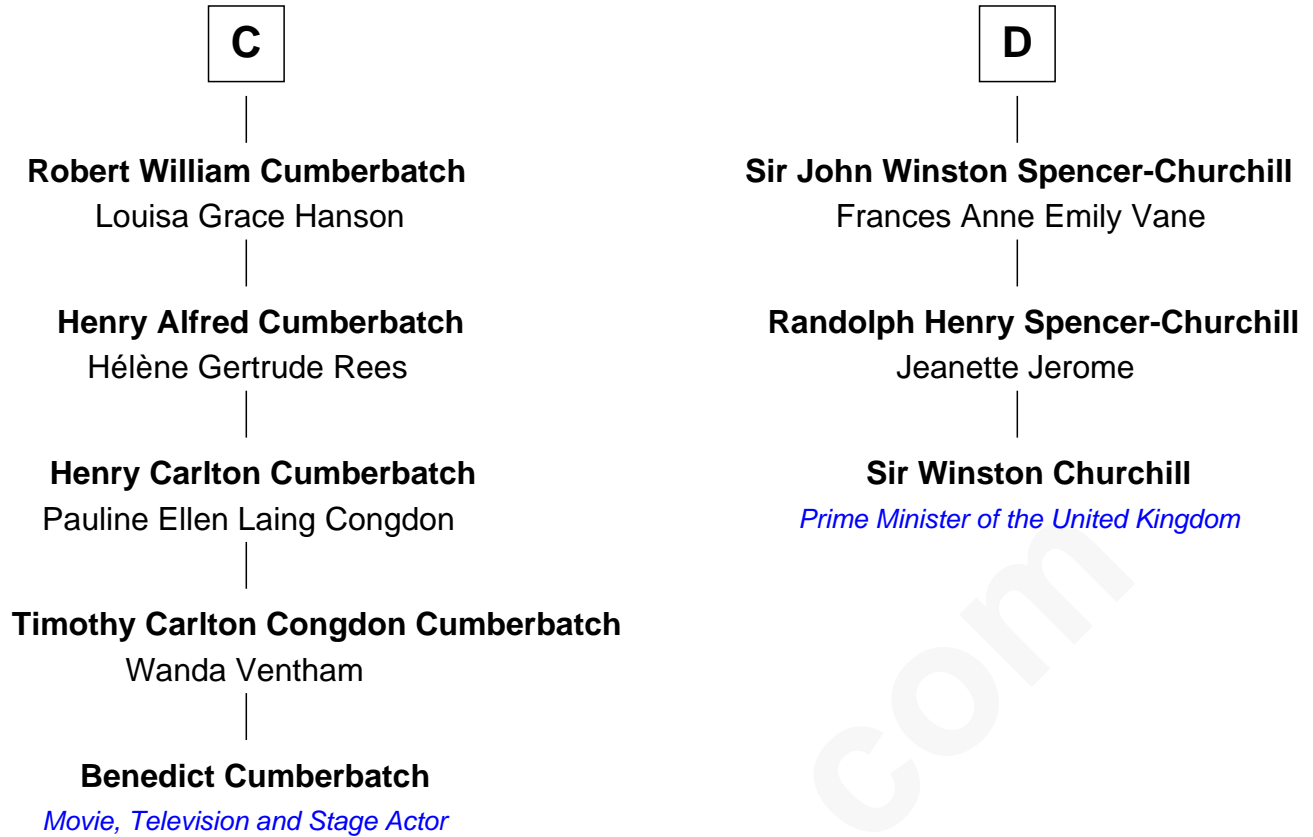 C
Robert William Cumberbatch
Louisa Grace Hanson
Henry Alfred Cumberbatch
Hélène Gertrude Rees
Henry Carlton Cumberbatch
Pauline Ellen Laing Congdon
Timothy Carlton Congdon Cumberbatch
Wanda Ventham
Benedict Cumberbatch
Movie, Television and Stage Actor
D
Sir John Winston Spencer-Churchill
Frances Anne Emily Vane
Randolph Henry Spencer-Churchill
Jeanette Jerome
Sir Winston Churchill
Prime Minister of the United Kingdom
com